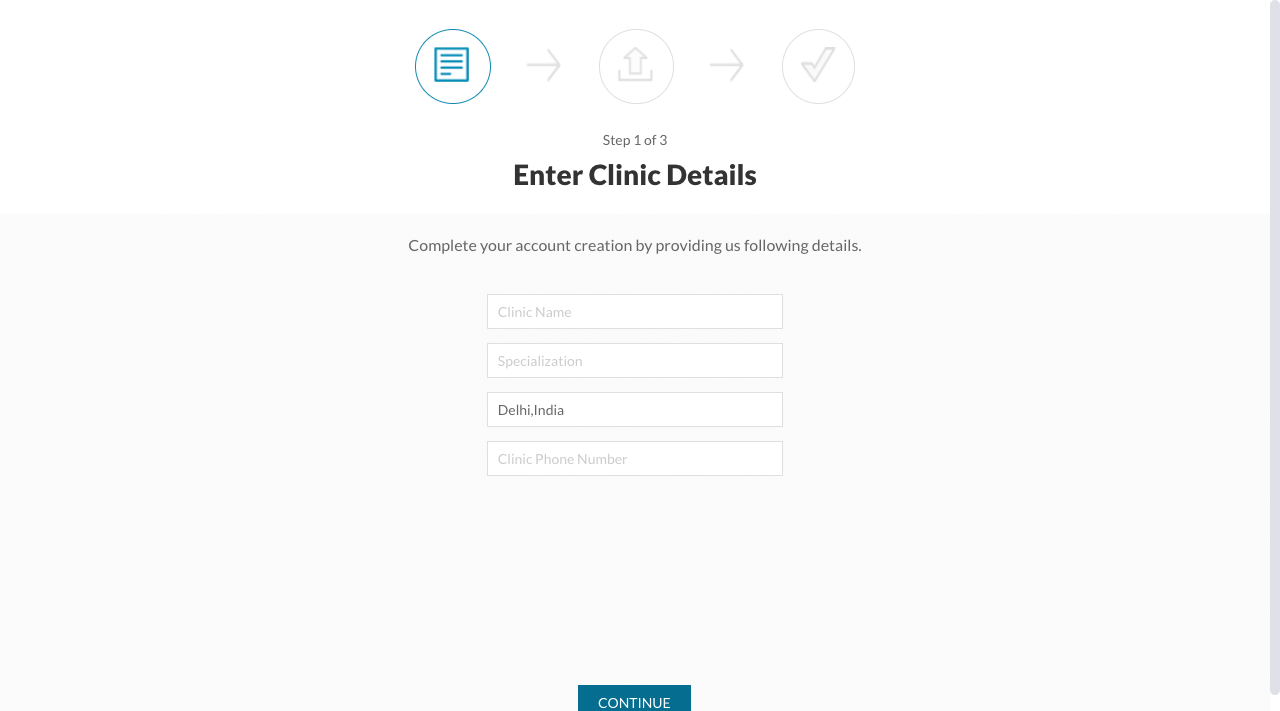 Step 1 of 3
Enter Clinic Details
Complete your account creation by providing us following details.
Clinic Name
Specialization
Delhi,India
Clinic Phone Number
CONTINUE